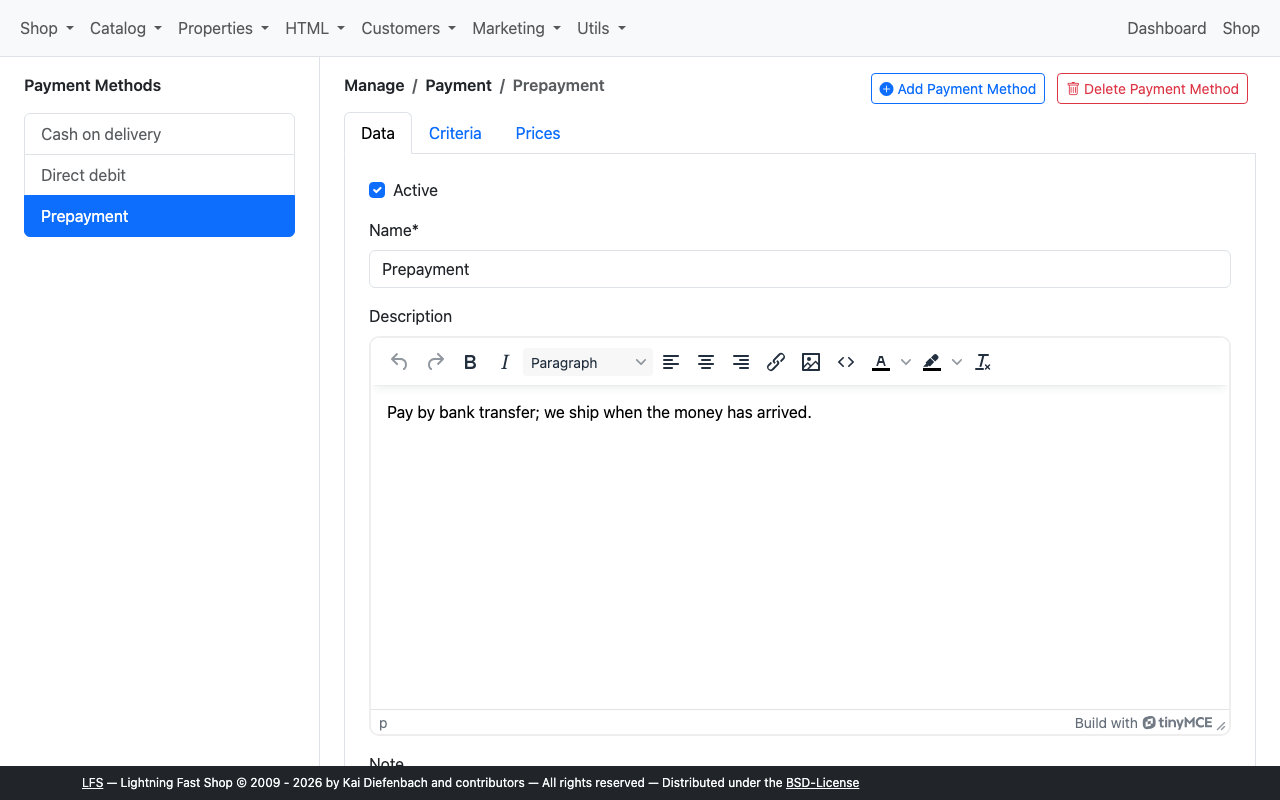 Shop Catalog Properties HTML Customers Marketing Utils Dashboard Shop
Payment Methods
Cash on delivery
Direct debit
Prepayment
Manage / Payment / Prepayment
Add Payment Method Delete Payment Method
Data Criteria Prices
Active
Name*
Prepayment
Description
B I Paragraph A
Pay by bank transfer; we ship when the money has arrived.
p Build with tinyMCE
Note
LFS — Lightning Fast Shop © 2009 - 2026 by Kai Diefenbach and contributors — All rights reserved — Distributed under the BSD-License